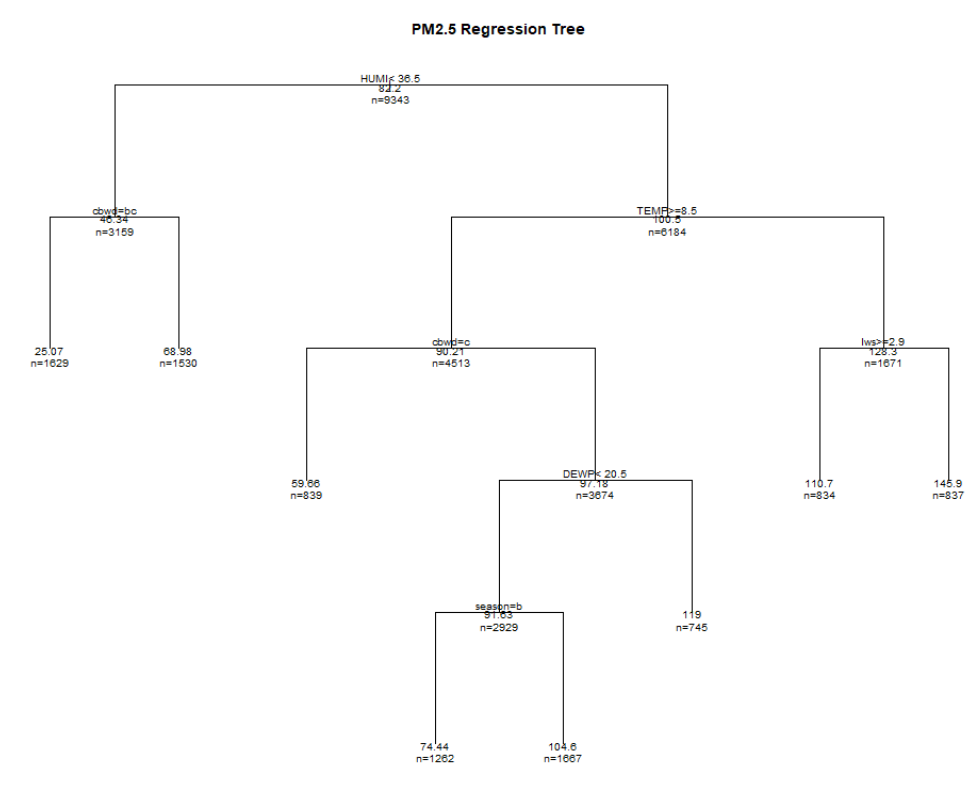 PM2.5 Regression Tree
HUMI< 36.5
82.2
n=9343
cbwd=bc
46.34
n=3159
TEMP>=8.5
100.5
n=6184
25.07
n=1629
68.98
n=1530
cbwd=c
90.21
n=4513
Iws>=2.9
128.3
n=1671
59.66
n=839
DEWP< 20.5
97.18
n=3674
110.7
n=834
145.9
n=837
season=b
91.63
n=2929
119
n=745
74.44
n=1262
104.6
n=1667